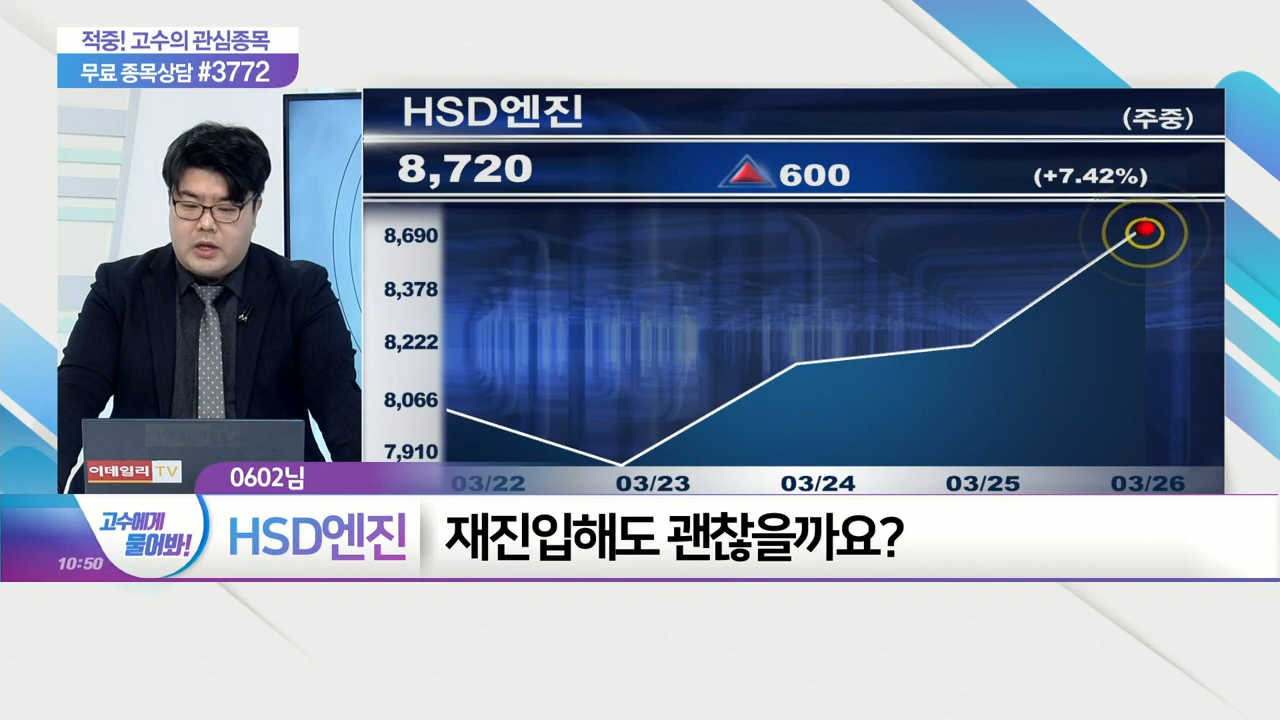 적중! 고수의 관심종목
무료 종목상담 #3772
HSD엔진
(주중)
8,720
600
(+7.42%)
8,690
8,378
8,222
8,066
7,910
03/22
03/23
03/24
03/25
03/26
이데일리 TV
0602님
고수에게
물어봐!
10:50
HSD엔진
재진입해도 괜찮을까요?